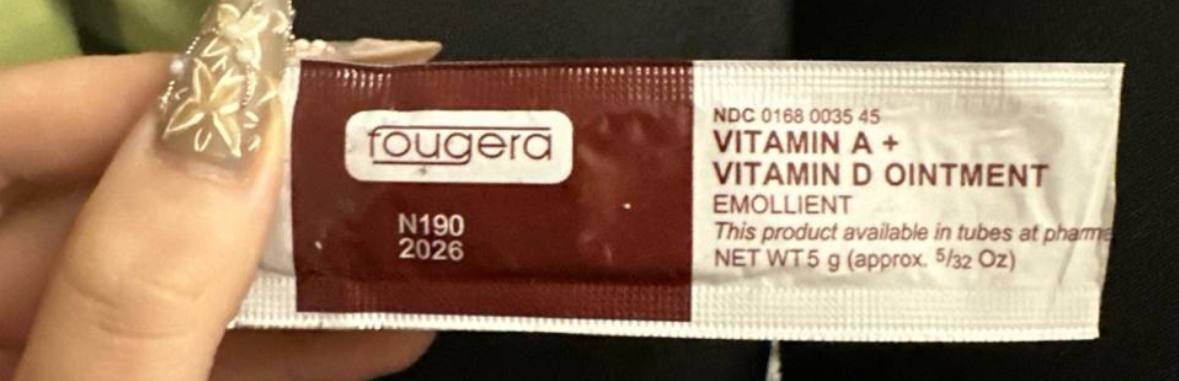 fougera
N190
2026
NDC 0168 0035 45
VITAMIN A +
VITAMIN D OINTMENT
EMOLLIENT
This product available in tubes at
NET WT 5 g (approx. 5/32 Oz)